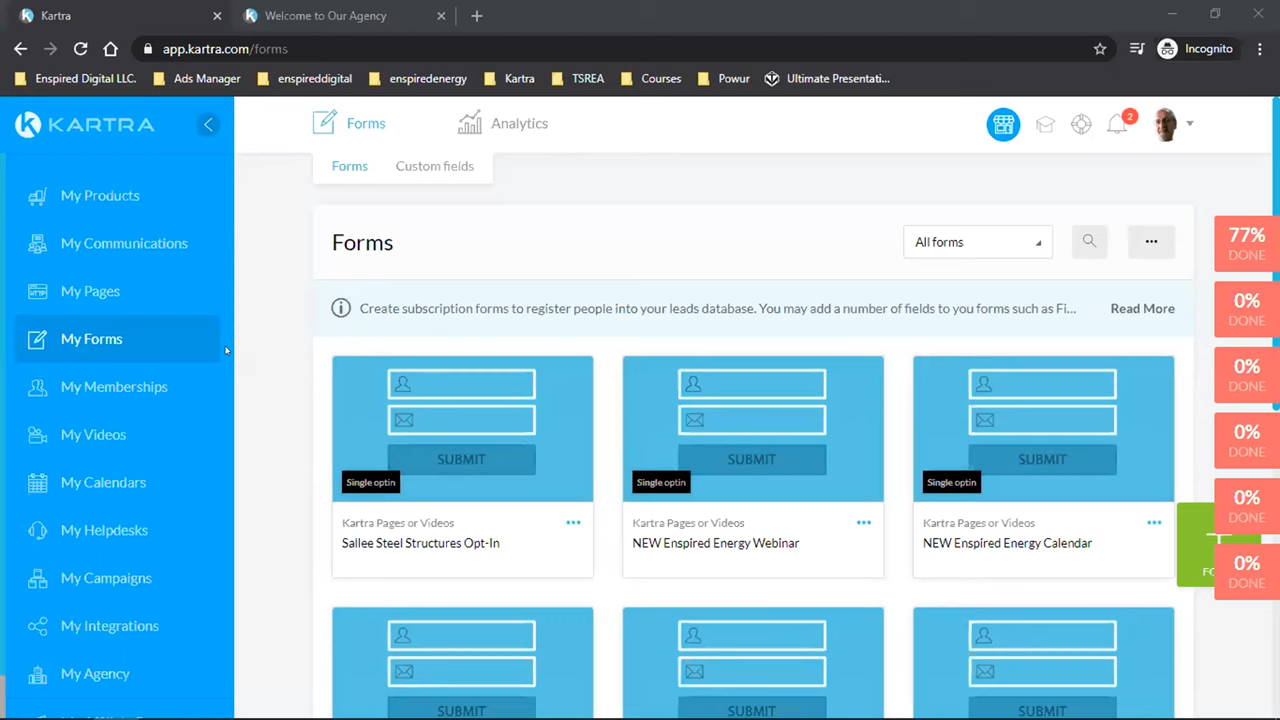 Kartra
Welcome to Our Agency
app.kartra.com/forms
Incognito
Enspired Digital LLC.
Ads Manager
enspireddigital
enspiredenergy
Kartra
TSREA
Courses
Powur
Ultimate Presentati...
KARTRA
Forms
Analytics
2
Forms
Custom fields
My Products
My Communications
My Pages
My Forms
My Memberships
My Videos
My Calendars
My Helpdesks
My Campaigns
My Integrations
My Agency
Forms
All forms
Create subscription forms to register people into your leads database. You may add a number of fields to you forms such as Fi...
Read More
SUBMIT
Single optin
Kartra Pages or Videos
Sallee Steel Structures Opt-In
SUBMIT
Single optin
Kartra Pages or Videos
NEW Enspired Energy Webinar
SUBMIT
Single optin
Kartra Pages or Videos
NEW Enspired Energy Calendar
SUBMIT
SUBMIT
SUBMIT
77%
DONE
0%
DONE
0%
DONE
0%
DONE
0%
DONE
0%
DONE